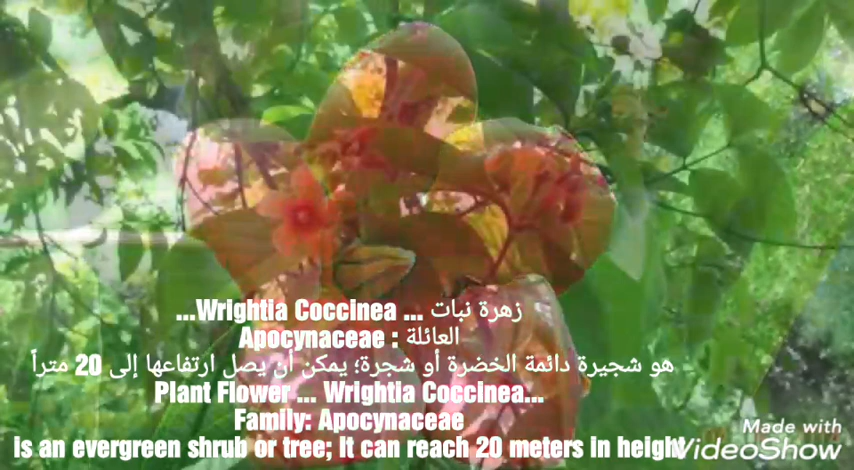 زهرة نبات ... Wrightia Coccinea...
العائلة : Apocynaceae
هو شجيرة دائمة الخضرة أو شجرة؛ يمكن أن يصل ارتفاعها إلى 20 متراً
Plant Flower ... Wrightia Coccinea...
Family: Apocynaceae
is an evergreen shrub or tree; it can reach 20 meters in height
Made with
VideoShow